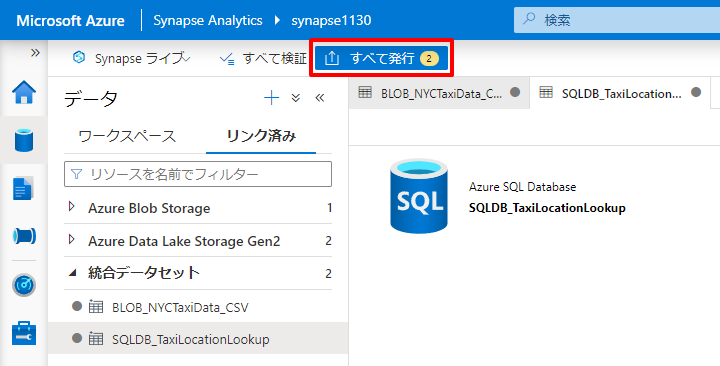 Microsoft Azure Synapse Analytics synapse1130 検索
Synapse ライブ すべて検証 すべて発行 2
データ
BLOB_NYCTaxiData_C... SQLDB_TaxiLocation...
ワークスペース リンク済み
リソースを名前でフィルター
Azure Blob Storage 1
Azure Data Lake Storage Gen2 2
統合データセット 2
BLOB_NYCTaxiData_CSV
SQLDB_TaxiLocationLookup
SQL
Azure SQL Database
SQLDB_TaxiLocationLookup